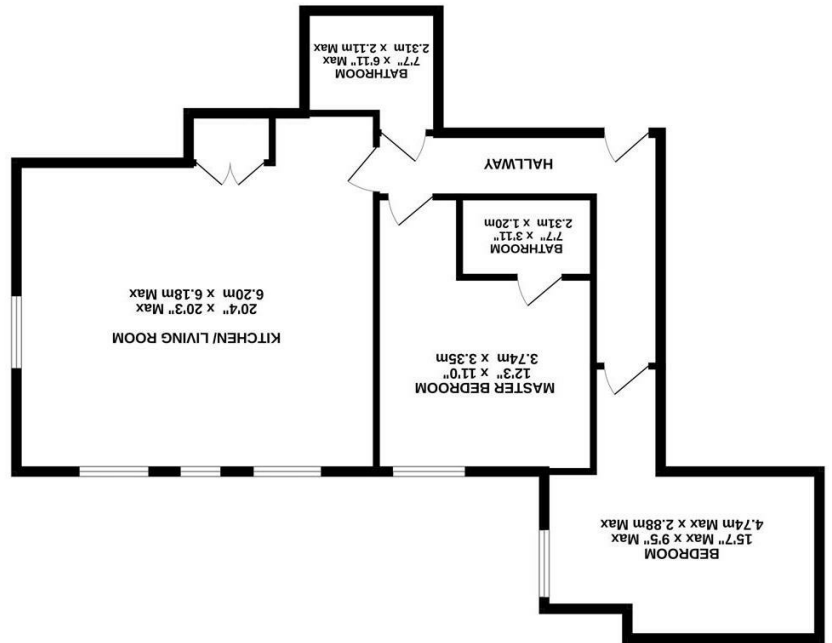 BEDROOM
15'7" Max x 9'5" Max
4.74m Max x 2.88m Max
MASTER BEDROOM
12'3" x 11'0"
3.74m x 3.35m
KITCHEN/ LIVING ROOM
20'4" x 20'3" Max
6.20m x 6.18m Max
BATHROOM
7'7" x 3'11"
2.31m x 1.20m
HALLWAY
BATHROOM
7'7" x 6'11" Max
2.31m x 2.11m Max